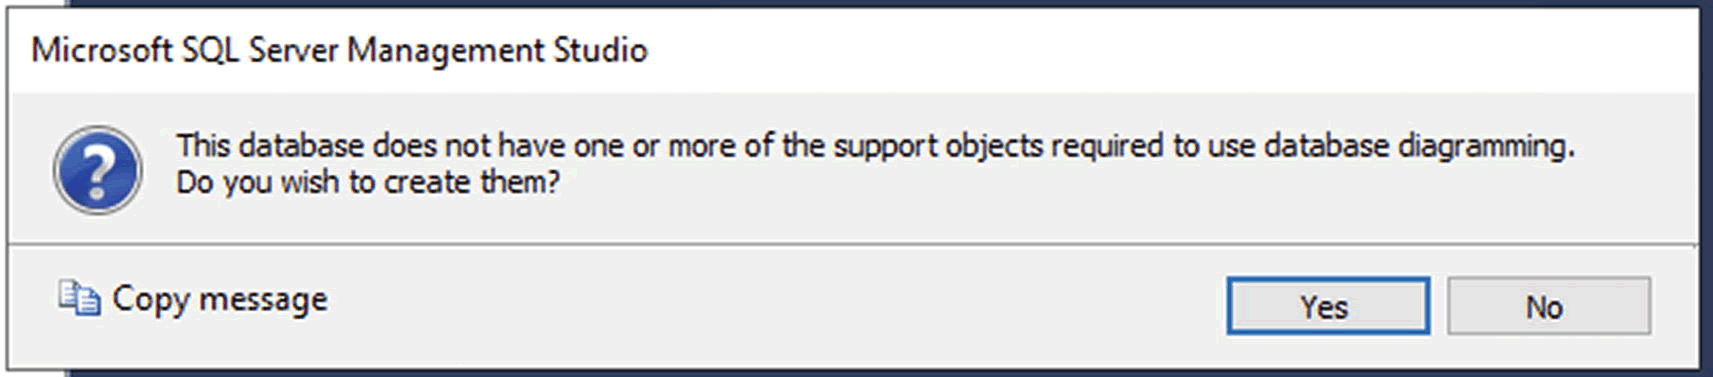 Microsoft SQL Server Management Studio
This database does not have one or more of the support objects required to use database diagramming.
Do you wish to create them?
Copy message
Yes
No